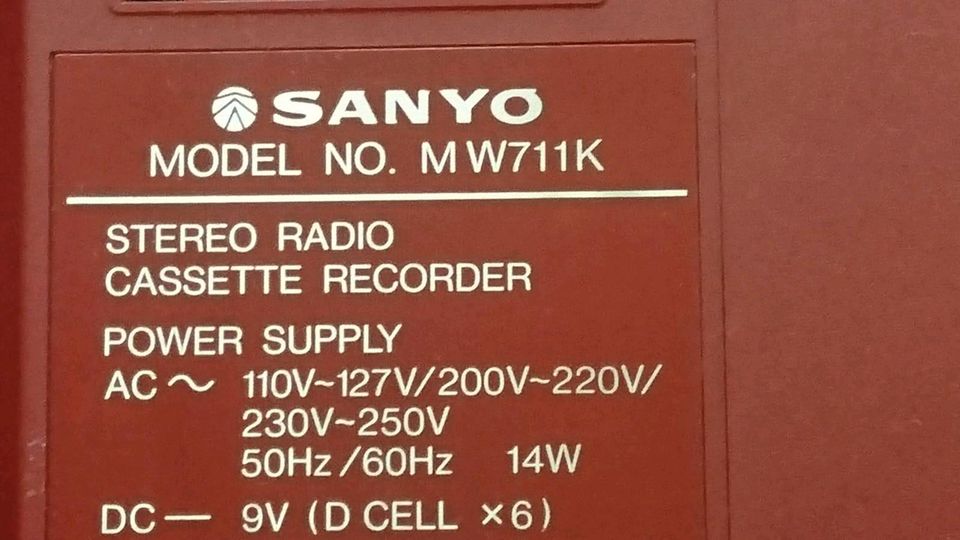 SANYO
MODEL NO. MW711K
STEREO RADIO
CASSETTE RECORDER
POWER SUPPLY
AC ~ 110V~127V/200V~220V/
230V~250V
50Hz/60Hz 14W
DC — 9V (D CELL ×6)